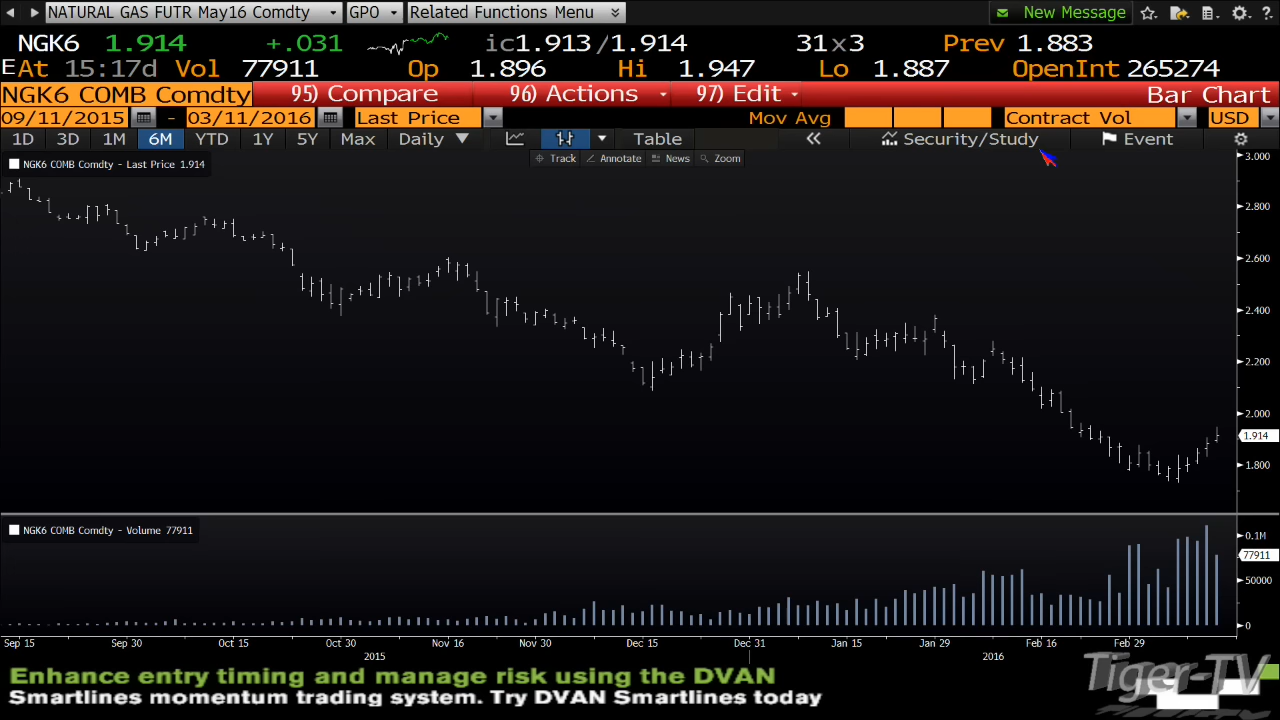 NATURAL GAS FUTR May16 Comdty GPO Related Functions Menu New Message
NGK6 1.914 +.031 ic1.913 /1.914 31×3 Prev 1.883
EAt 15:17d Vol 77911 Op 1.896 Hi 1.947 Lo 1.887 OpenInt 265274
NGK6 COMB Comdty 95) Compare 96) Actions 97) Edit Bar Chart
09/11/2015 - 03/11/2016 Last Price Mov Avg Contract Vol USD
1D 3D 1M 6M YTD 1Y 5Y Max Daily Table « Security/Study Event
Track Annotate News Zoom
NGK6 COMB Comdty - Last Price 1.914
3.000
2.800
2.600
2.400
2.200
2.000
1.914
1.800
NGK6 COMB Comdty - Volume 77911
0.1M
77911
50000
0
Sep 15 Sep 30 Oct 15 Oct 30 Nov 16 Nov 30 Dec 15 Dec 31 Jan 15 Jan 29 Feb 16 Feb 29
2015 2016
Enhance entry timing and manage risk using the DVAN
Smartlines momentum trading system. Try DVAN Smartlines today
Tiger-TV